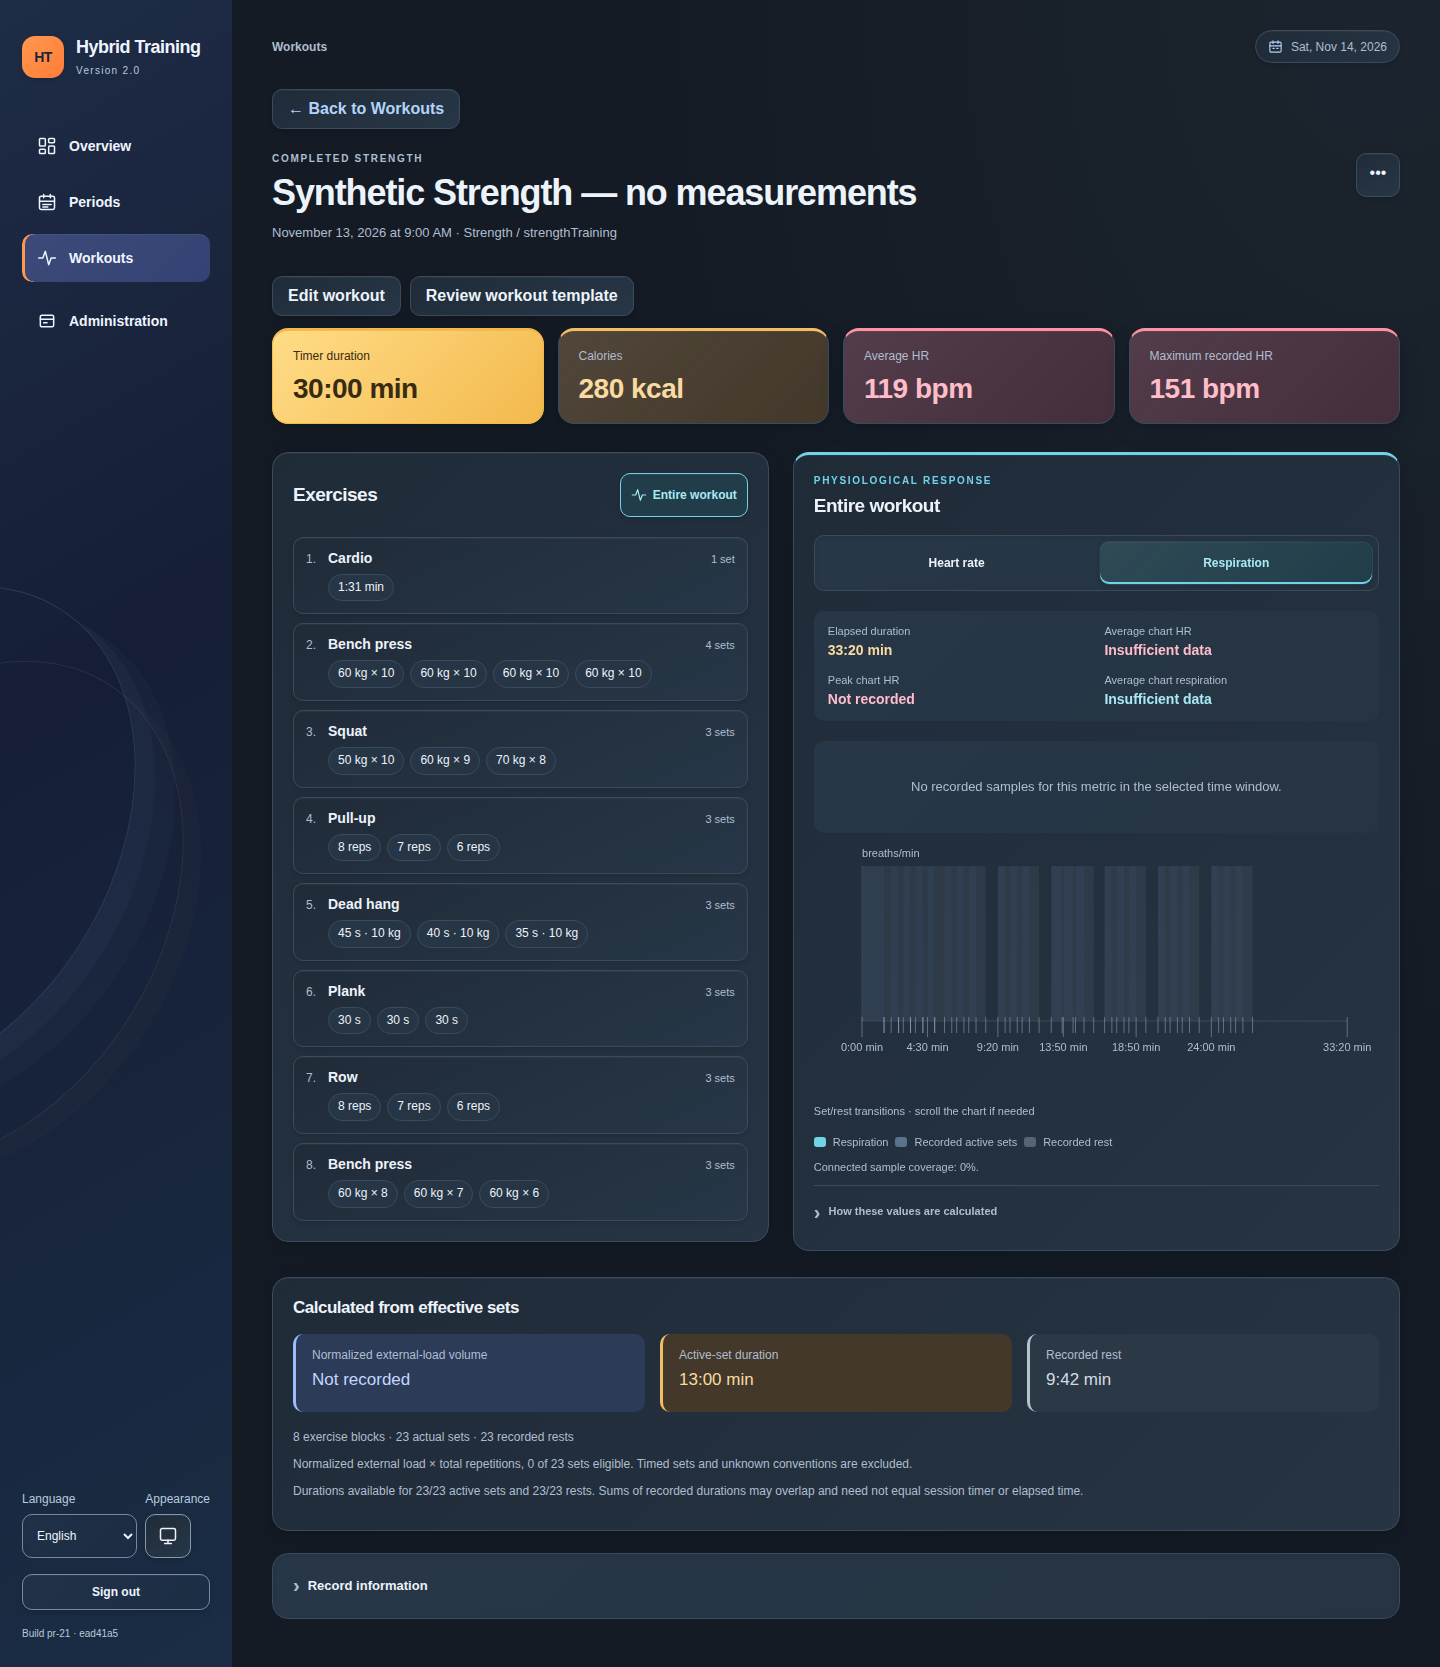 HT
Hybrid Training
Version 2.0
Overview
Periods
Workouts
Administration
Language
Appearance
English
Sign out
Build pr-21 · ead41a5
Workouts
Sat, Nov 14, 2026
← Back to Workouts
COMPLETED STRENGTH
Synthetic Strength — no measurements
•••
November 13, 2026 at 9:00 AM · Strength / strengthTraining
Edit workout
Review workout template
Timer duration
30:00 min
Calories
280 kcal
Average HR
119 bpm
Maximum recorded HR
151 bpm
Exercises
Entire workout
1. Cardio 1 set
1:31 min
2. Bench press 4 sets
60 kg × 10 60 kg × 10 60 kg × 10 60 kg × 10
3. Squat 3 sets
50 kg × 10 60 kg × 9 70 kg × 8
4. Pull-up 3 sets
8 reps 7 reps 6 reps
5. Dead hang 3 sets
45 s · 10 kg 40 s · 10 kg 35 s · 10 kg
6. Plank 3 sets
30 s 30 s 30 s
7. Row 3 sets
8 reps 7 reps 6 reps
8. Bench press 3 sets
60 kg × 8 60 kg × 7 60 kg × 6
PHYSIOLOGICAL RESPONSE
Entire workout
Heart rate
Respiration
Elapsed duration
33:20 min
Average chart HR
Insufficient data
Peak chart HR
Not recorded
Average chart respiration
Insufficient data
No recorded samples for this metric in the selected time window.
breaths/min
0:00 min 4:30 min 9:20 min 13:50 min 18:50 min 24:00 min 33:20 min
Set/rest transitions · scroll the chart if needed
Respiration Recorded active sets Recorded rest
Connected sample coverage: 0%.
› How these values are calculated
Calculated from effective sets
Normalized external-load volume
Not recorded
Active-set duration
13:00 min
Recorded rest
9:42 min
8 exercise blocks · 23 actual sets · 23 recorded rests
Normalized external load × total repetitions, 0 of 23 sets eligible. Timed sets and unknown conventions are excluded.
Durations available for 23/23 active sets and 23/23 rests. Sums of recorded durations may overlap and need not equal session timer or elapsed time.
› Record information